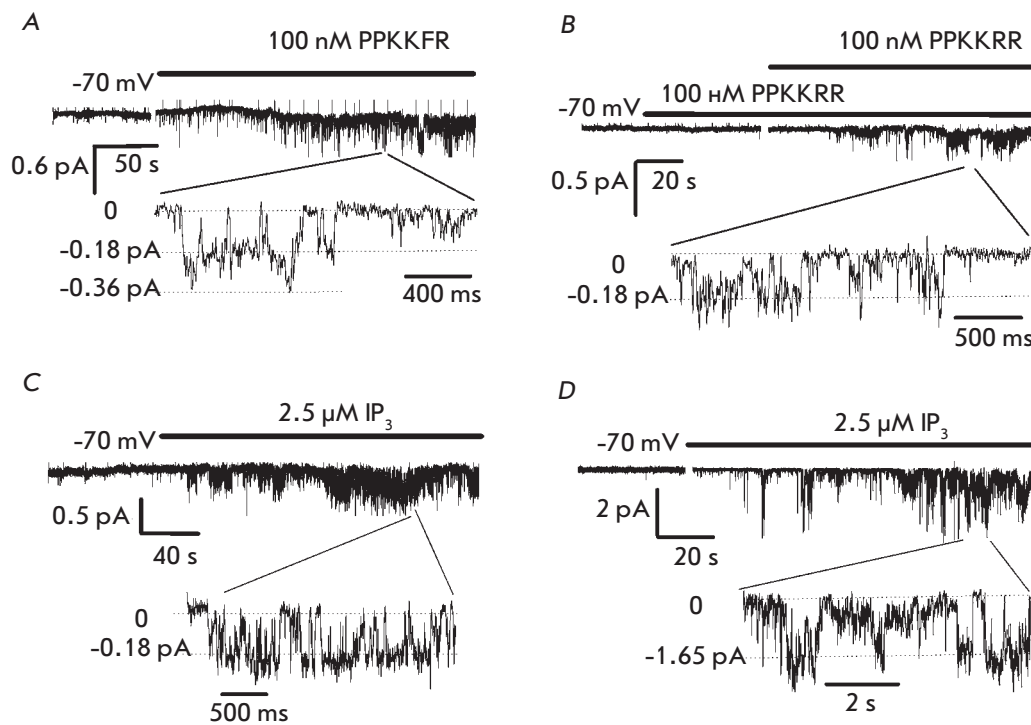 A
100 nM PPKKFR
-70 mV
0.6 pA
50 s
0
-0.18 pA
-0.36 pA
400 ms
B
100 nM PPKKRR
-70 mV
100 нM PPKKRR
0.5 pA
20 s
0
-0.18 pA
500 ms
C
2.5 µM IP3
-70 mV
0.5 pA
40 s
0
-0.18 pA
500 ms
D
2.5 µM IP3
-70 mV
2 pA
20 s
0
-1.65 pA
2 s